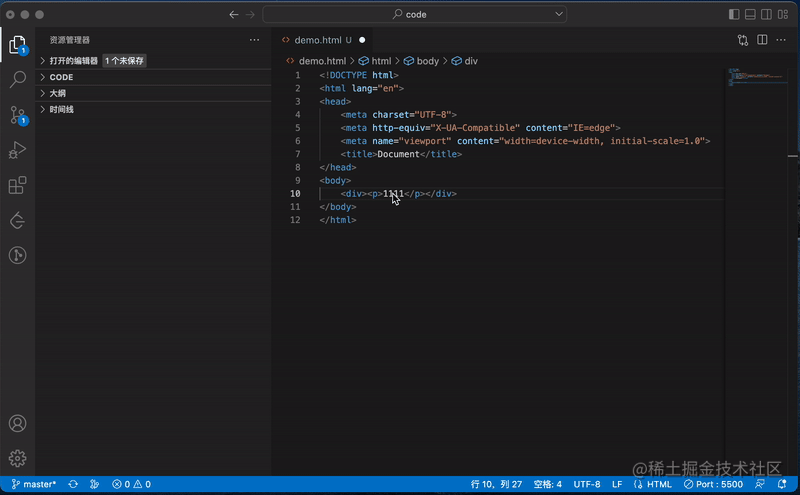 code
资源管理器
打开的编辑器 1 个未保存
CODE
大纲
时间线
1
1
demo.html U
demo.html > html > body > div
1 <!DOCTYPE html>
2 <html lang="en">
3 <head>
4 <meta charset="UTF-8">
5 <meta http-equiv="X-UA-Compatible" content="IE=edge">
6 <meta name="viewport" content="width=device-width, initial-scale=1.0">
7 <title>Document</title>
8 </head>
9 <body>
10 <div><p>1111</p></div>
11 </body>
12 </html>
@稀土掘金技术社区
master* 0 0 行 10，列 27 空格: 4 UTF-8 LF HTML Port : 5500